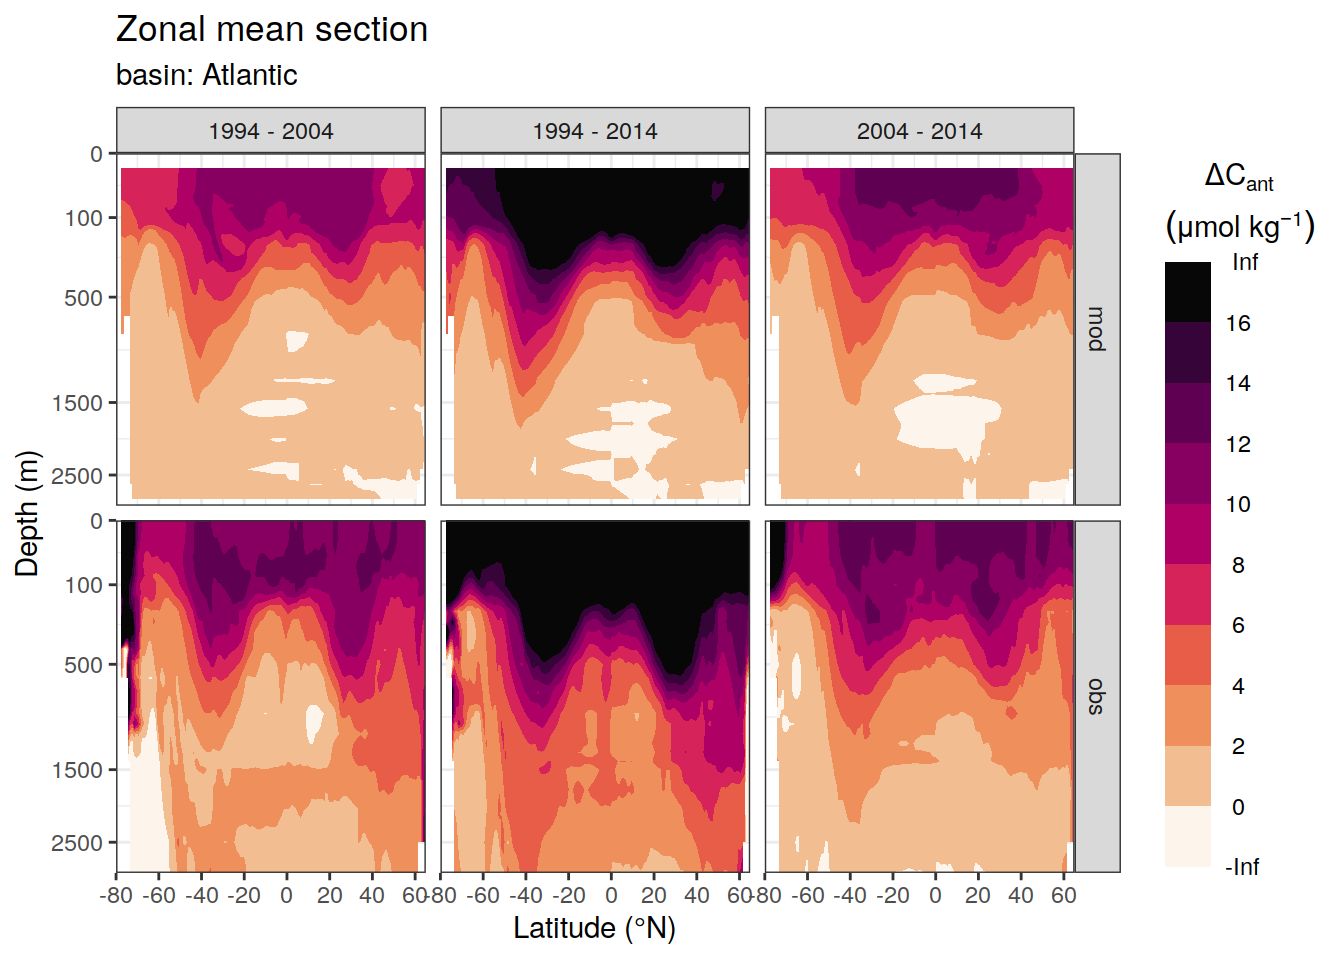 Zonal mean section
basin: Atlantic
1994 - 2004
1994 - 2014
2004 - 2014
0
100
500
1500
2500
mod
0
100
500
1500
2500
obs
Depth (m)
-80 -60 -40 -20 0 20 40 60
-80 -60 -40 -20 0 20 40 60
-80 -60 -40 -20 0 20 40 60
Latitude (°N)
ΔCant
(μmol kg⁻¹)
Inf
16
14
12
10
8
6
4
2
0
-Inf